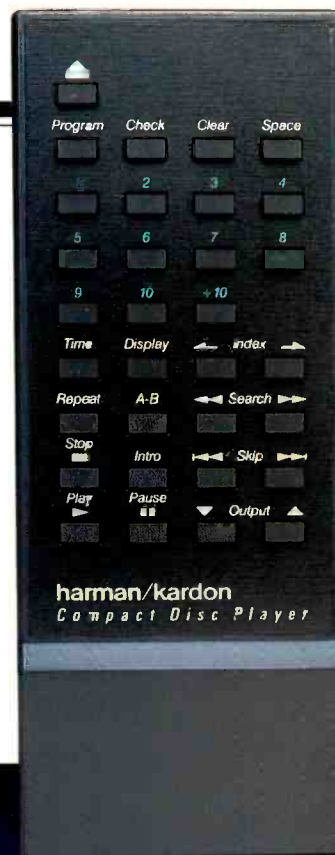 Program Check Clear Space
1 2 3 4
5 6 7 8
9 10 +10
Time Display Index
Repeat A-B Search
Stop Intro Skip
Play Pause Output
harman/kardon
Compact Disc Player